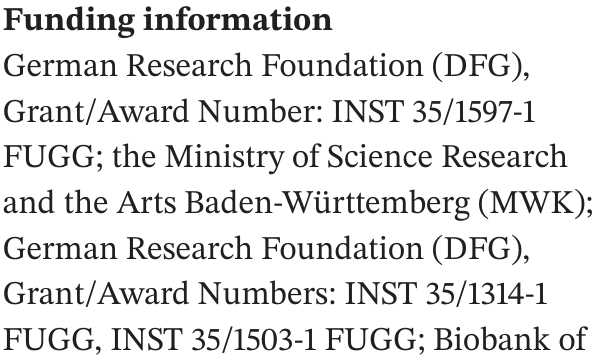 Funding information
German Research Foundation (DFG),
Grant/Award Number: INST 35/1597-1
FUGG; the Ministry of Science Research
and the Arts Baden-Württemberg (MWK);
German Research Foundation (DFG),
Grant/Award Numbers: INST 35/1314-1
FUGG, INST 35/1503-1 FUGG; Biobank of